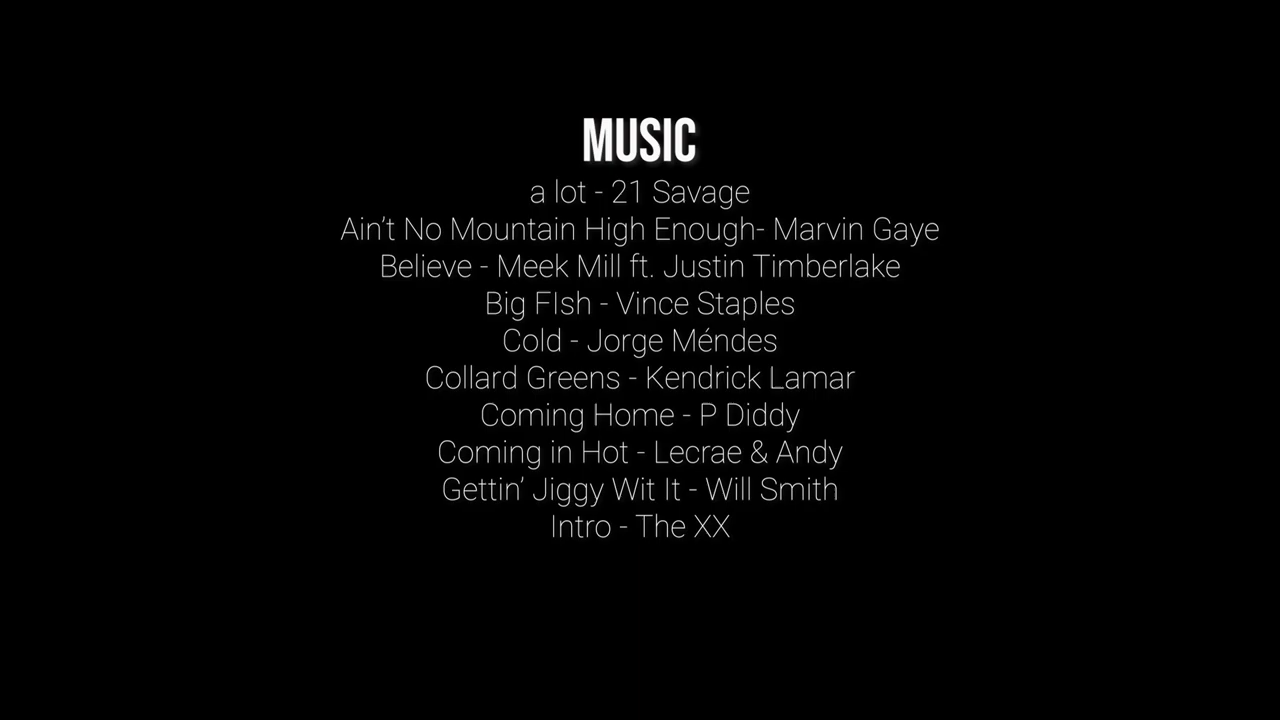 MUSIC
a lot - 21 Savage
Ain’t No Mountain High Enough- Marvin Gaye
Believe - Meek Mill ft. Justin Timberlake
Big FIsh - Vince Staples
Cold - Jorge Méndes
Collard Greens - Kendrick Lamar
Coming Home - P Diddy
Coming in Hot - Lecrae & Andy
Gettin’ Jiggy Wit It - Will Smith
Intro - The XX